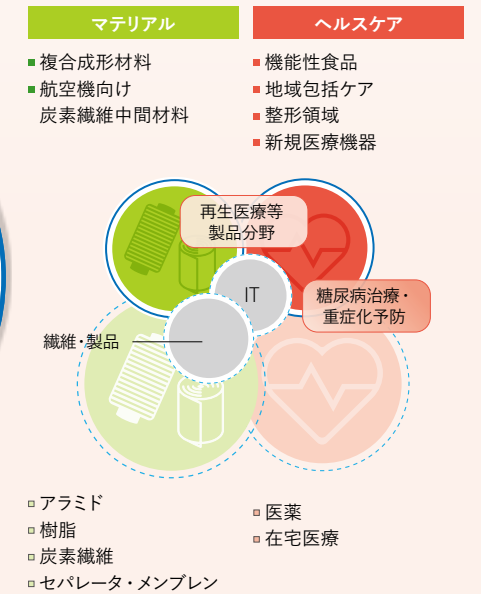 マテリアル
複合成形材料
航空機向け
炭素繊維中間材料
ヘルスケア
機能性食品
地域包括ケア
整形領域
新規医療機器
再生医療等
製品分野
IT
糖尿病治療・
重症化予防
繊維・製品
アラミド
樹脂
炭素繊維
セパレータ・メンブレン
医薬
在宅医療